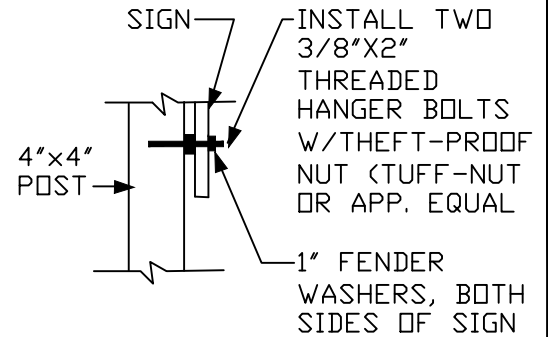 SIGN
INSTALL TWO
3/8"X2"
THREADED
HANGER BOLTS
W/THEFT-PROOF
NUT (TUFF-NUT
OR APP. EQUAL
4"x4"
POST
1" FENDER
WASHERS, BOTH
SIDES OF SIGN